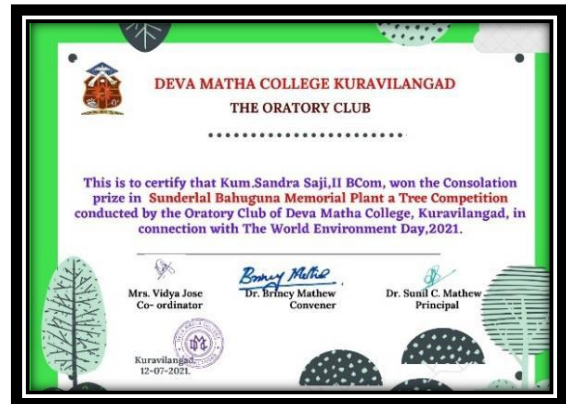 DEVA MATHA COLLEGE KURAVILANGAD
THE ORATORY CLUB
This is to certify that Kum.Sandra Saji,II BCom, won the Consolation
prize in Sunderlal Bahuguna Memorial Plant a Tree Competition
conducted by the Oratory Club of Deva Matha College, Kuravilangad, in
connection with The World Environment Day,2021.
Brincy Mathew
Mrs. Vidya Jose
Co- ordinator
Dr. Brincy Mathew
Convener
Dr. Sunil C. Mathew
Principal
Kuravilangad,
12-07-2021.